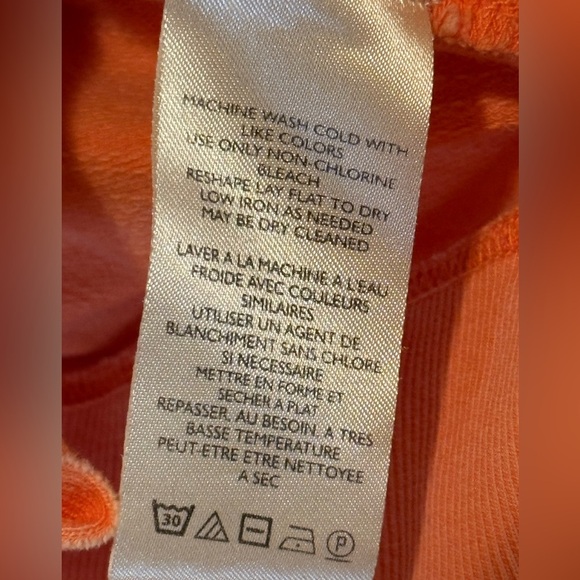 MACHINE WASH COLD WITH
LIKE COLORS
USE ONLY NON-CHLORINE
BLEACH
RESHAPE LAY FLAT TO DRY
LOW IRON AS NEEDED
MAY BE DRY CLEANED
LAVER A LA MACHINE A L'EAU
FROIDE AVEC COULEURS
SIMILAIRES
UTILISER UN AGENT DE
BLANCHIMENT SANS CHLORE
SI NECESSAIRE
METTRE EN FORME ET
SECHER A PLAT
REPASSER, AU BESOIN, A TRES
BASSE TEMPERATURE
PEUT-ETRE ETRE NETTOYEE
A SEC
30 P